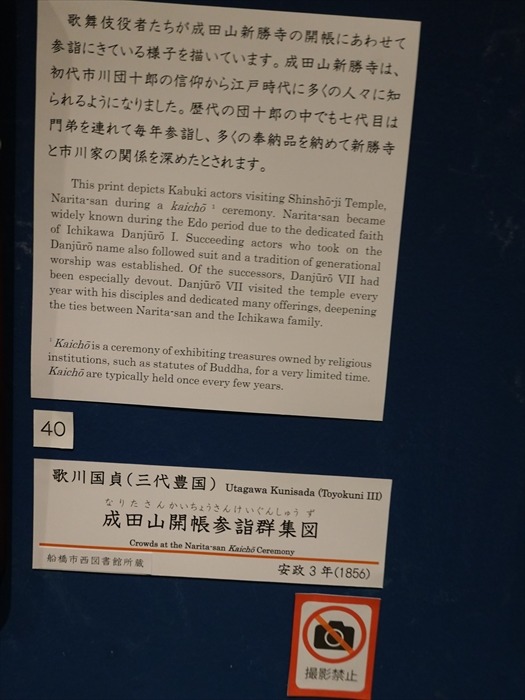 歌舞伎役者たちが成田山新勝寺の開帳にあわせて
参詣にきている様子を描いています。成田山新勝寺は、
初代市川団十郎の信仰から江戸時代に多くの人々に知
られるようになりました。歴代の団十郎の中でも七代目は
門弟を連れて毎年参詣し、多くの奉納品を納めて新勝寺
と市川家の関係を深めたとされます。
This print depicts Kabuki actors visiting Shinshō-ji Temple,
Narita-san during a kaichō ¹ ceremony. Narita-san became
widely known during the Edo period due to the dedicated faith
of Ichikawa Danjūrō I. Succeeding actors who took on the
Danjūrō name also followed suit and a tradition of generational
worship was established. Of the successors, Danjūrō VII had
been especially devout. Danjūrō VII visited the temple every
year with his disciples and dedicated many offerings, deepening
the ties between Narita-san and the Ichikawa family.
¹ Kaichō is a ceremony of exhibiting treasures owned by religious
institutions, such as statutes of Buddha, for a very limited time.
Kaichō are typically held once every few years.
40
歌川国貞(三代豊国) Utagawa Kunisada (Toyokuni III)
なりたさんかいちょうさんけいぐんしゅうず
成田山開帳参詣群集図
Crowds at the Narita-san Kaichō Ceremony
船橋市西図書館所蔵
安政3年(1856)
撮影禁止